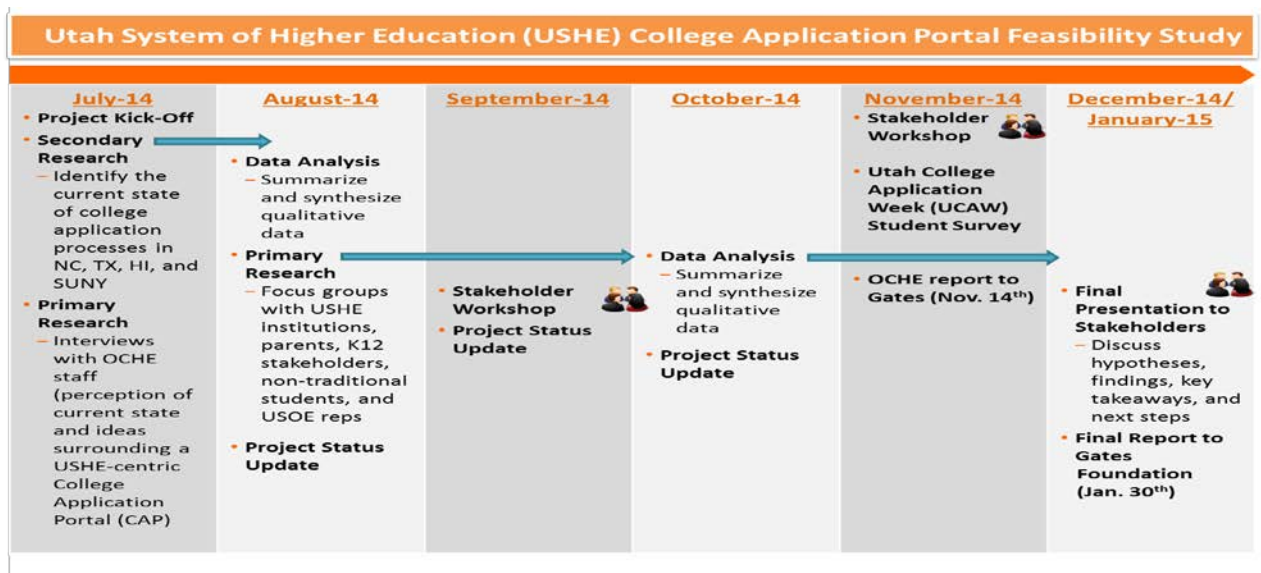 Utah System of Higher Education (USHE) College Application Portal Feasibility Study
July-14
• Project Kick-Off
• Secondary
Research
– Identify the
current state
of college
application
processes in
NC, TX, HI, and
SUNY
• Primary
Research
– Interviews
with OCHE
staff
(perception of
current state
and ideas
surrounding a
USHE-centric
College
Application
Portal (CAP)
August-14
• Data Analysis
– Summarize
and synthesize
qualitative
data
• Primary
Research
– Focus groups
with USHE
institutions,
parents, K12
stakeholders,
non-traditional
students, and
USOE reps
• Project Status
Update
September-14
• Stakeholder
Workshop
• Project Status
Update
October-14
• Data Analysis
– Summarize
and synthesize
qualitative
data
• Project Status
Update
November-14
• Stakeholder
Workshop
• Utah College
Application
Week (UCAW)
Student Survey
• OCHE report to
Gates (Nov. 14th)
December-14/
January-15
• Final
Presentation to
Stakeholders
– Discuss
hypotheses,
findings, key
takeaways, and
next steps
• Final Report to
Gates
Foundation
(Jan. 30th)